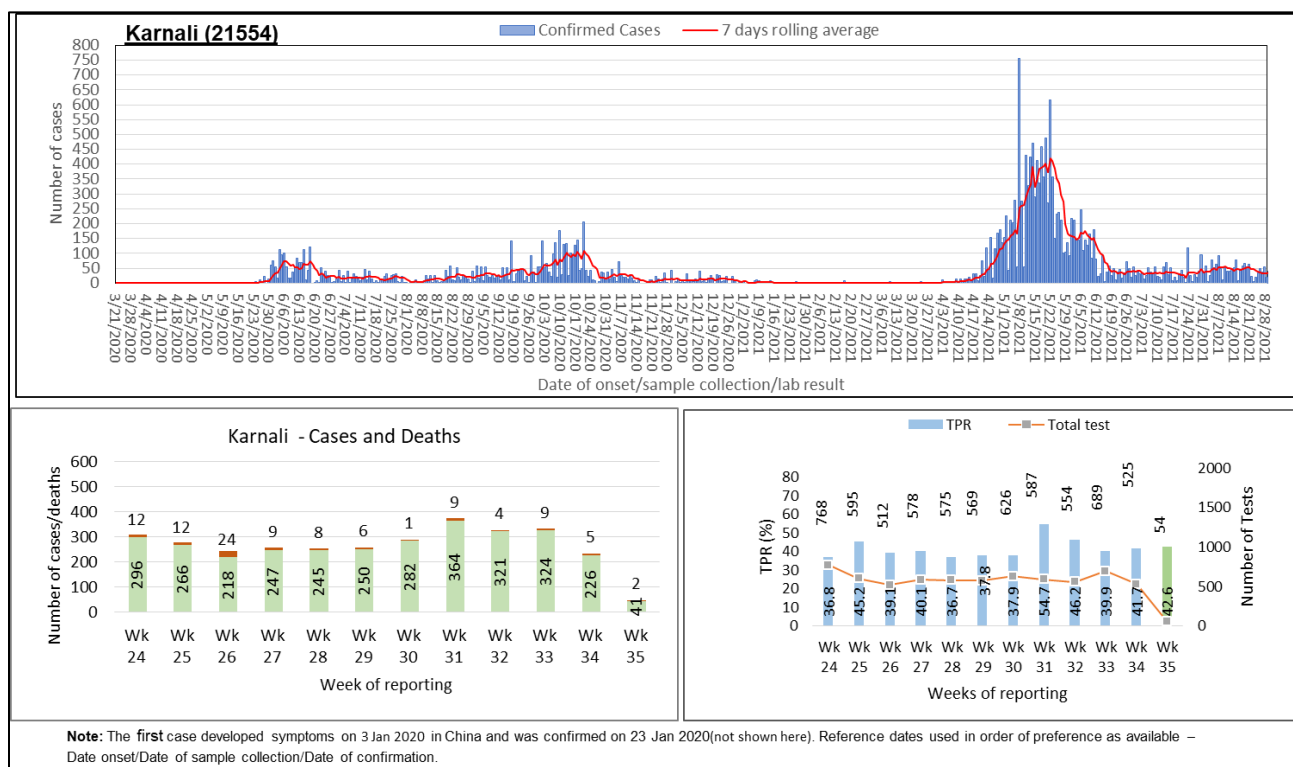 Karnali (21554)
Confirmed Cases 7 days rolling average
Number of cases
800
750
700
650
600
550
500
450
400
350
300
250
200
150
100
50
0
3/21/2020 3/28/2020 4/4/2020 4/11/2020 4/18/2020 4/25/2020 5/2/2020 5/9/2020 5/16/2020 5/23/2020 5/30/2020 6/6/2020 6/13/2020 6/20/2020 6/27/2020 7/4/2020 7/11/2020 7/18/2020 7/25/2020 8/1/2020 8/8/2020 8/15/2020 8/22/2020 8/29/2020 9/5/2020 9/12/2020 9/19/2020 9/26/2020 10/3/2020 10/10/2020 10/17/2020 10/24/2020 10/31/2020 11/7/2020 11/14/2020 11/21/2020 11/28/2020 12/5/2020 12/12/2020 12/19/2020 12/26/2020 1/2/2021 1/9/2021 1/16/2021 1/23/2021 1/30/2021 2/6/2021 2/13/2021 2/20/2021 2/27/2021 3/6/2021 3/13/2021 3/20/2021 3/27/2021 4/3/2021 4/10/2021 4/17/2021 4/24/2021 5/1/2021 5/8/2021 5/15/2021 5/22/2021 5/29/2021 6/5/2021 6/12/2021 6/19/2021 6/26/2021 7/3/2021 7/10/2021 7/17/2021 7/24/2021 7/31/2021 8/7/2021 8/14/2021 8/21/2021 8/28/2021
Date of onset/sample collection/lab result
Karnali - Cases and Deaths
Number of cases/deaths
600
500
400
300
200
100
0
12 12 24 9 8 6 1 9 4 9 5 2
296 266 218 247 245 250 282 364 321 324 226 41
Wk Wk Wk Wk Wk Wk Wk Wk Wk Wk Wk Wk
24 25 26 27 28 29 30 31 32 33 34 35
Week of reporting
TPR Total test
TPR (%)
80
70
60
50
40
30
20
10
0
768 595 512 578 575 569 626 587 554 689 525 54
36.8 45.2 39.1 40.1 36.7 37.8 37.9 54.7 46.2 39.9 41.7 42.6
2000
1500
1000
500
0
Number of Tests
Wk Wk Wk Wk Wk Wk Wk Wk Wk Wk Wk Wk
24 25 26 27 28 29 30 31 32 33 34 35
Weeks of reporting
Note: The first case developed symptoms on 3 Jan 2020 in China and was confirmed on 23 Jan 2020(not shown here). Reference dates used in order of preference as available –
Date onset/Date of sample collection/Date of confirmation.